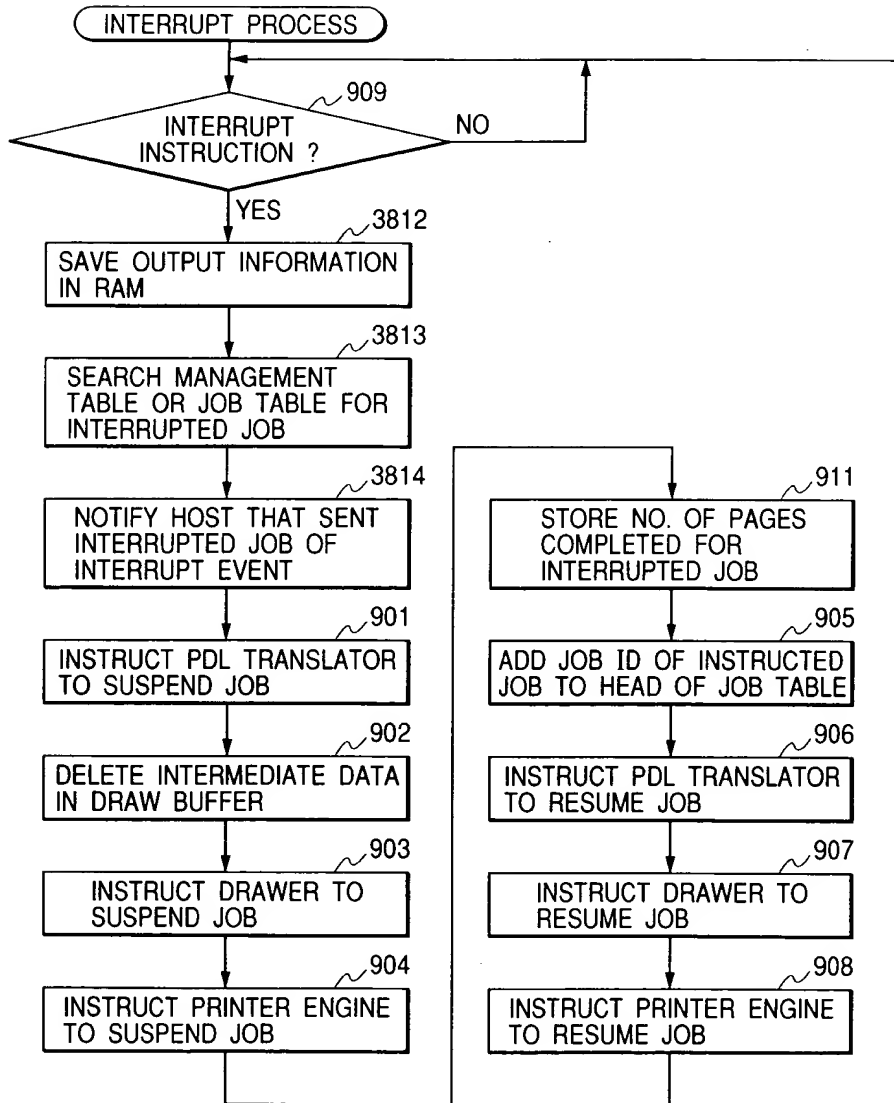 INTERRUPT PROCESS
909
INTERRUPT
INSTRUCTION ?
NO
YES
3812
SAVE OUTPUT INFORMATION
IN RAM
3813
SEARCH MANAGEMENT
TABLE OR JOB TABLE FOR
INTERRUPTED JOB
3814
NOTIFY HOST THAT SENT
INTERRUPTED JOB OF
INTERRUPT EVENT
901
INSTRUCT PDL TRANSLATOR
TO SUSPEND JOB
902
DELETE INTERMEDIATE DATA
IN DRAW BUFFER
903
INSTRUCT DRAWER TO
SUSPEND JOB
904
INSTRUCT PRINTER ENGINE
TO SUSPEND JOB
911
STORE NO. OF PAGES
COMPLETED FOR
INTERRUPTED JOB
905
ADD JOB ID OF INSTRUCTED
JOB TO HEAD OF JOB TABLE
906
INSTRUCT PDL TRANSLATOR
TO RESUME JOB
907
INSTRUCT DRAWER TO
RESUME JOB
908
INSTRUCT PRINTER ENGINE
TO RESUME JOB